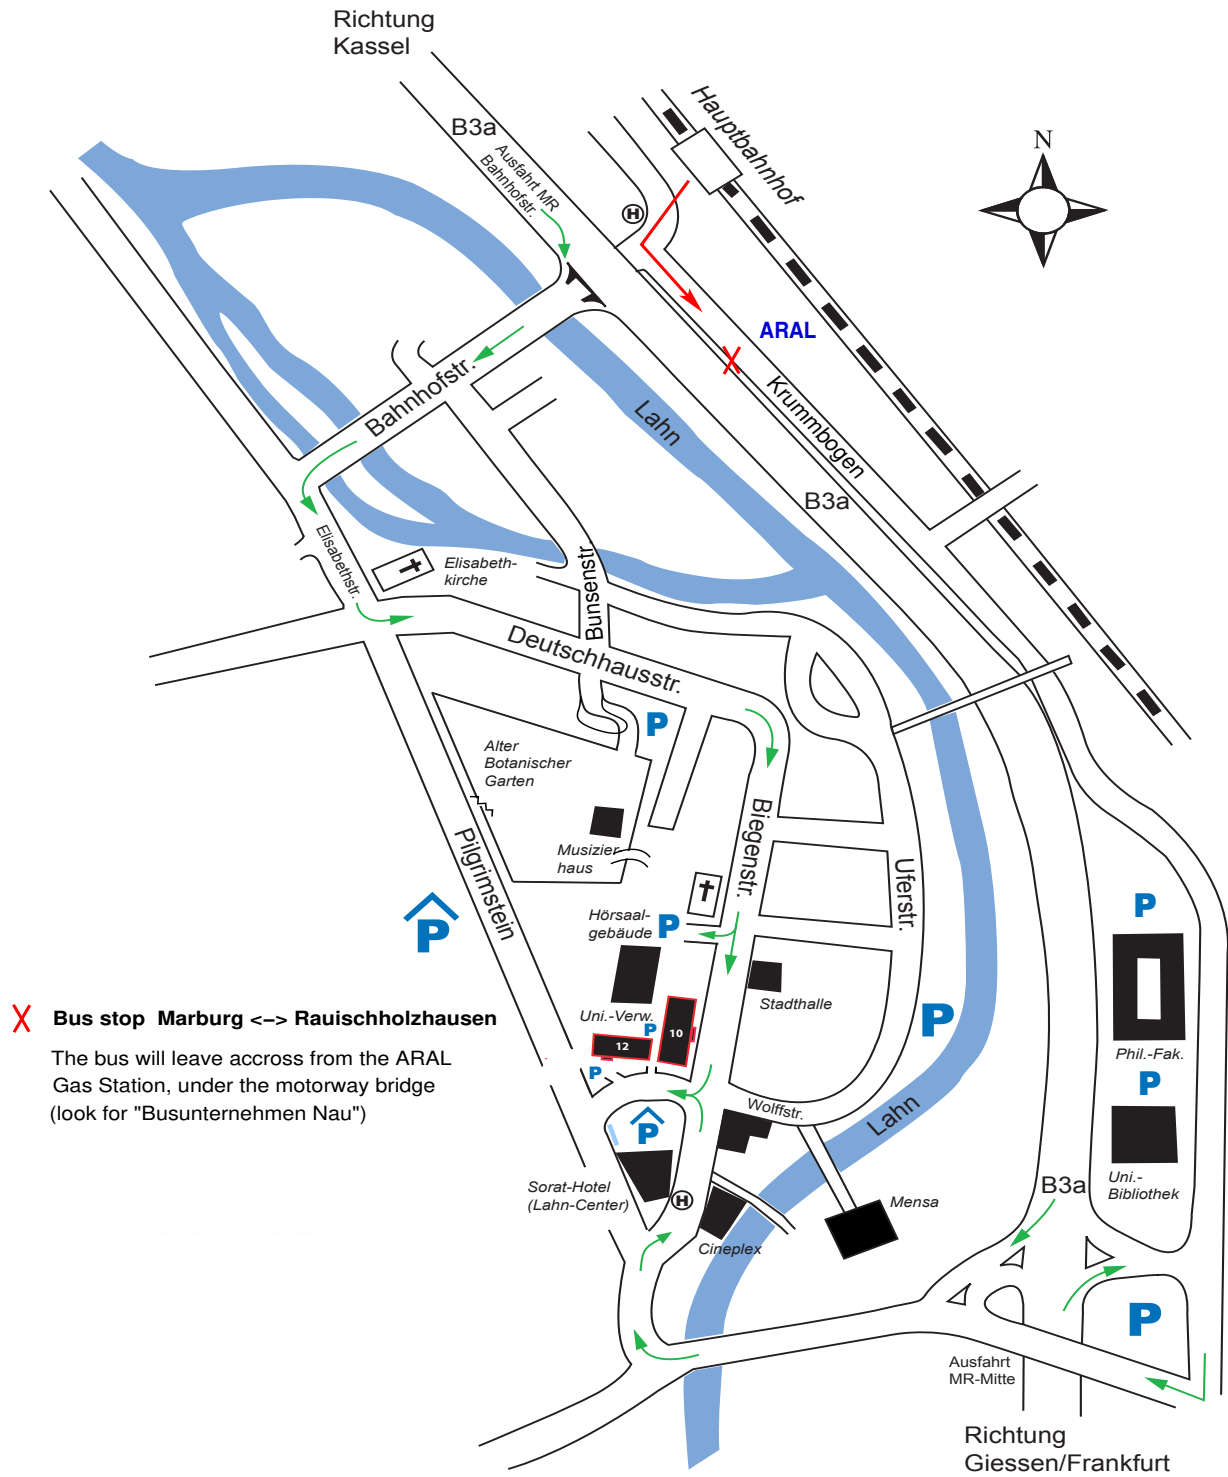 Richtung
Kassel
B3a
Ausfahrt MR
Bahnhofstr.
Hauptbahnhof
N
H
ARAL
Krummbogen
Bahnhofstr.
Lahn
B3a
Elisabethstr.
Elisabeth-
kirche
Bunsenstr.
Deutschhausstr.
P
Alter
Botanischer
Garten
Musizier
haus
Biegenstr.
Pilgrimstein
Uferstr.
P
Hörsaal-
gebäude
P
P
Stadthalle
Uni.-Verw.
P
10
12
P
P
Phil.-Fak.
P
X Bus stop Marburg <–> Rauischholzhausen
The bus will leave accross from the ARAL
Gas Station, under the motorway bridge
(look for "Busunternehmen Nau")
Wolffstr.
Lahn
P
Sorat-Hotel
(Lahn-Center)
H
Cineplex
Mensa
B3a
Uni.-
Bibliothek
P
Ausfahrt
MR-Mitte
Richtung
Giessen/Frankfurt